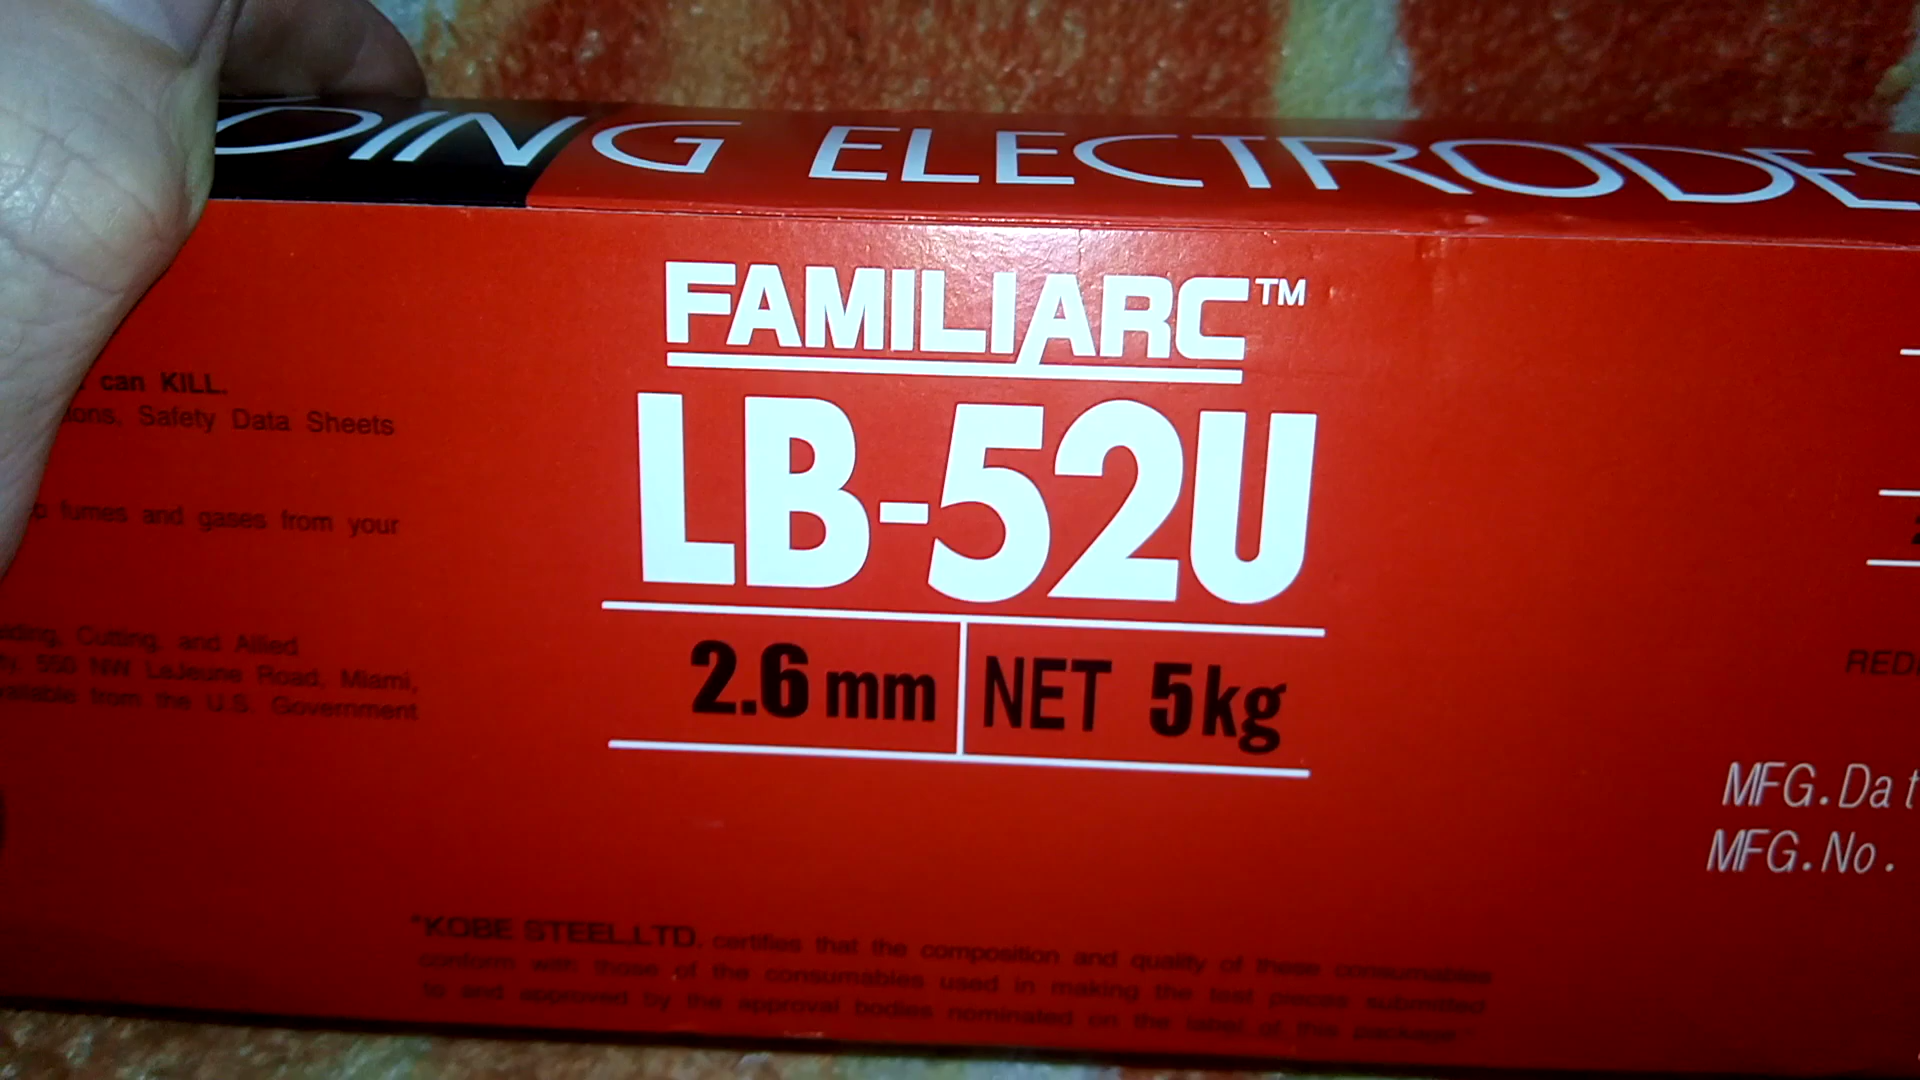 DING ELECTRODES
FAMILIARC™
LB-52U
2.6 mm NET 5kg
can KILL.
ions, Safety Data Sheets
fumes and gases from your
Cutting, and Allied
550 NW LeJeune Road, Miami,
available from the U.S. Government
RED
MFG.Dat
MFG.No.
"KOBE STEEL,LTD. certifies that the composition and quality of these consumables
conform with those of the consumables used in making the test pieces submitted
to and approved by the approval bodies nominated on the label of this package"